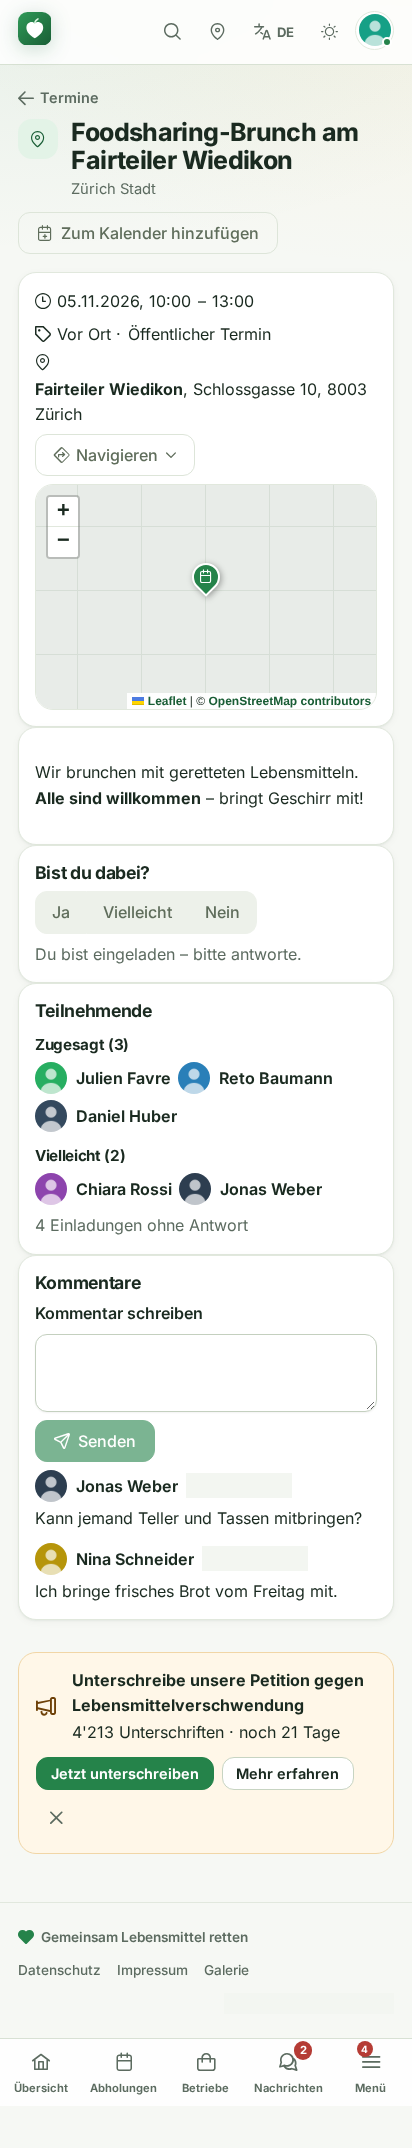 DE
Termine
Foodsharing-Brunch am
Fairteiler Wiedikon
Zürich Stadt
Zum Kalender hinzufügen
05.11.2026, 10:00 – 13:00
Vor Ort · Öffentlicher Termin
Fairteiler Wiedikon, Schlossgasse 10, 8003
Zürich
Navigieren
+
−
Leaflet | © OpenStreetMap contributors
Wir brunchen mit geretteten Lebensmitteln.
Alle sind willkommen – bringt Geschirr mit!
Bist du dabei?
Ja Vielleicht Nein
Du bist eingeladen – bitte antworte.
Teilnehmende
Zugesagt (3)
Julien Favre Reto Baumann
Daniel Huber
Vielleicht (2)
Chiara Rossi Jonas Weber
4 Einladungen ohne Antwort
Kommentare
Kommentar schreiben
Senden
Jonas Weber
Kann jemand Teller und Tassen mitbringen?
Nina Schneider
Ich bringe frisches Brot vom Freitag mit.
Unterschreibe unsere Petition gegen
Lebensmittelverschwendung
4'213 Unterschriften · noch 21 Tage
Jetzt unterschreiben Mehr erfahren
Gemeinsam Lebensmittel retten
Datenschutz Impressum Galerie
2 4
Übersicht Abholungen Betriebe Nachrichten Menü